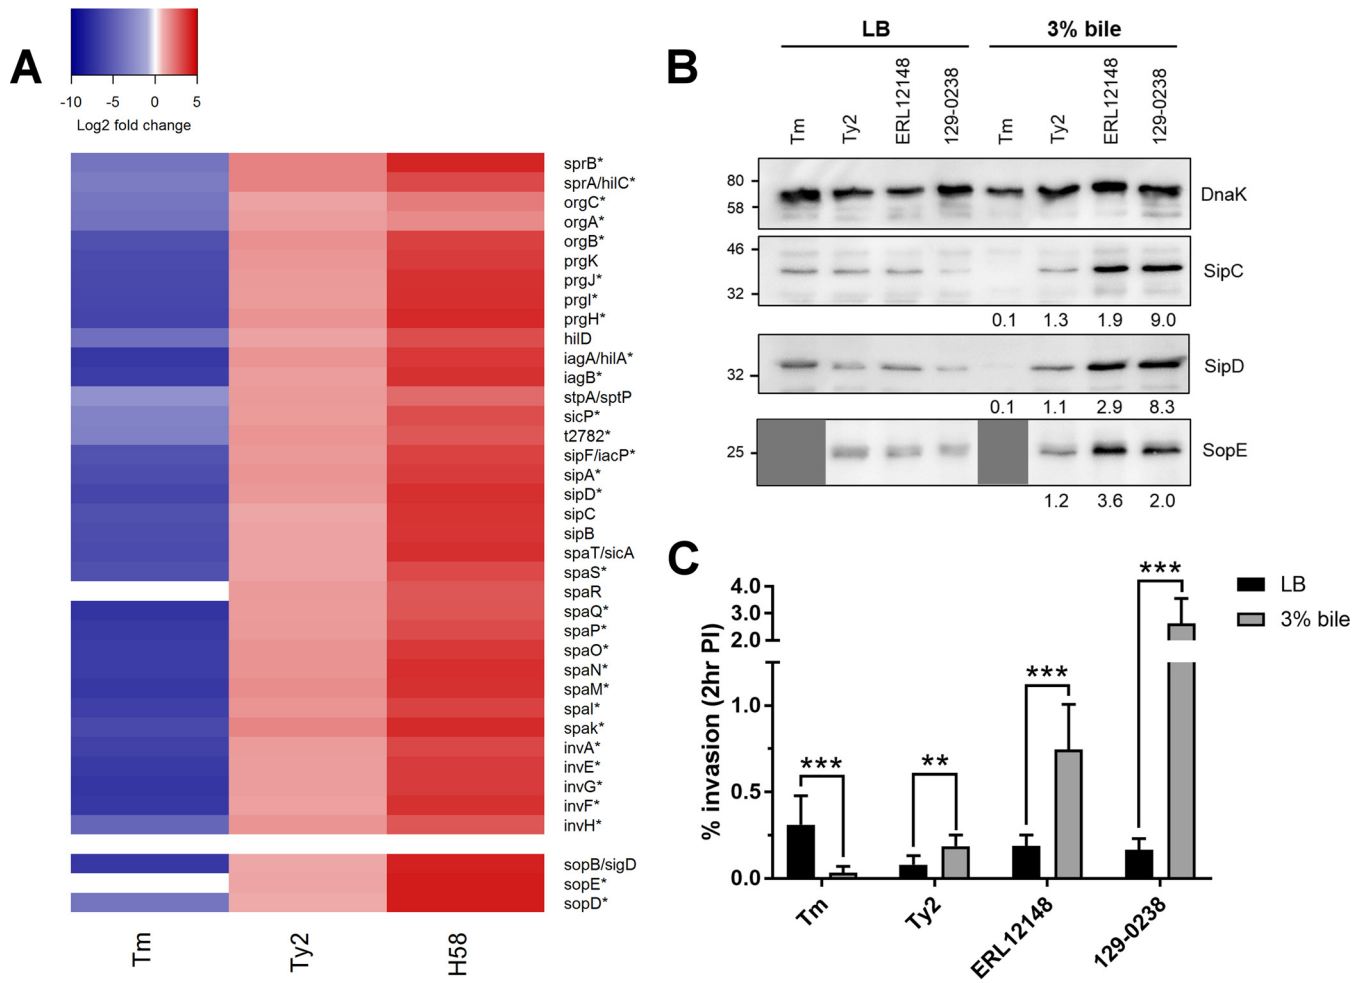 A
-10 -5 0 5
Log2 fold change
sprB*
sprA/hilC*
orgC*
orgA*
orgB*
prgK
prgJ*
prgI*
prgH*
hilD
iagA/hilA*
iagB*
stpA/sptP
sicP*
t2782*
sipF/iacP*
sipA*
sipD*
sipC
sipB
spaT/sicA
spaS*
spaR
spaQ*
spaP*
spaO*
spaN*
spaM*
spaI*
spak*
invA*
invE*
invG*
invF*
invH*
sopB/sigD
sopE*
sopD*
Tm Ty2 H58
B
LB 3% bile
Tm Ty2 ERL12148 129-0238 Tm Ty2 ERL12148 129-0238
80
58
DnaK
46
32
SipC
0.1 1.3 1.9 9.0
32
SipD
0.1 1.1 2.9 8.3
25
SopE
1.2 3.6 2.0
C
% invasion (2hr PI)
4.0
3.0
2.0
1.0
0.5
0.0
*** ** *** ***
LB
3% bile
Tm Ty2 ERL12148 129-0238